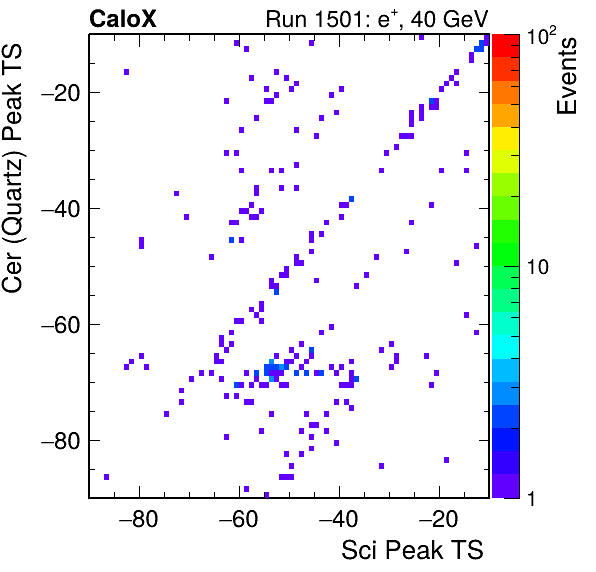 CaloX Run 1501: e⁺, 40 GeV
Cer (Quartz) Peak TS
−20
−40
−60
−80
−80 −60 −40 −20
Sci Peak TS
10²
10
1
Events